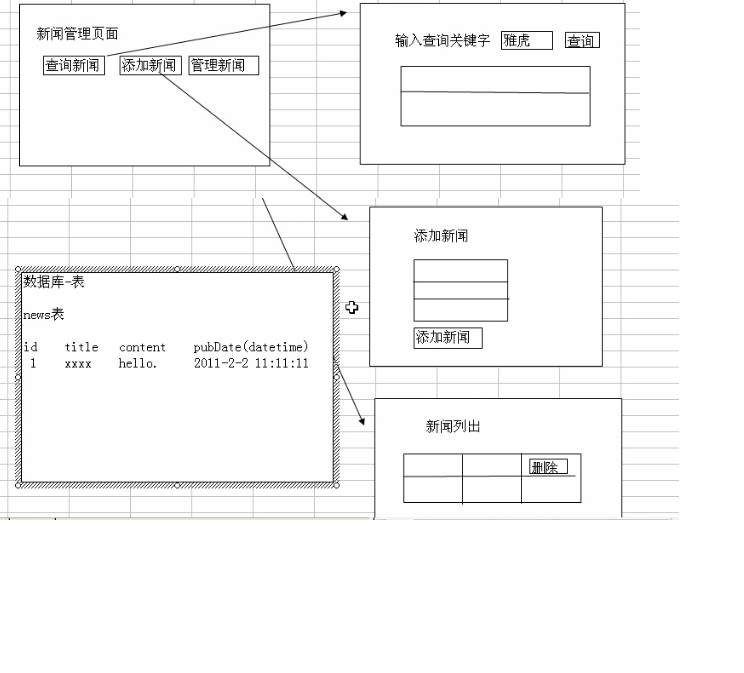 新闻管理页面
查询新闻 添加新闻 管理新闻
输入查询关键字 雅虎 查询
添加新闻
添加新闻
数据库-表
news表
id title content pubDate(datetime)
1 xxxx hello. 2011-2-2 11:11:11
新闻列出
删除